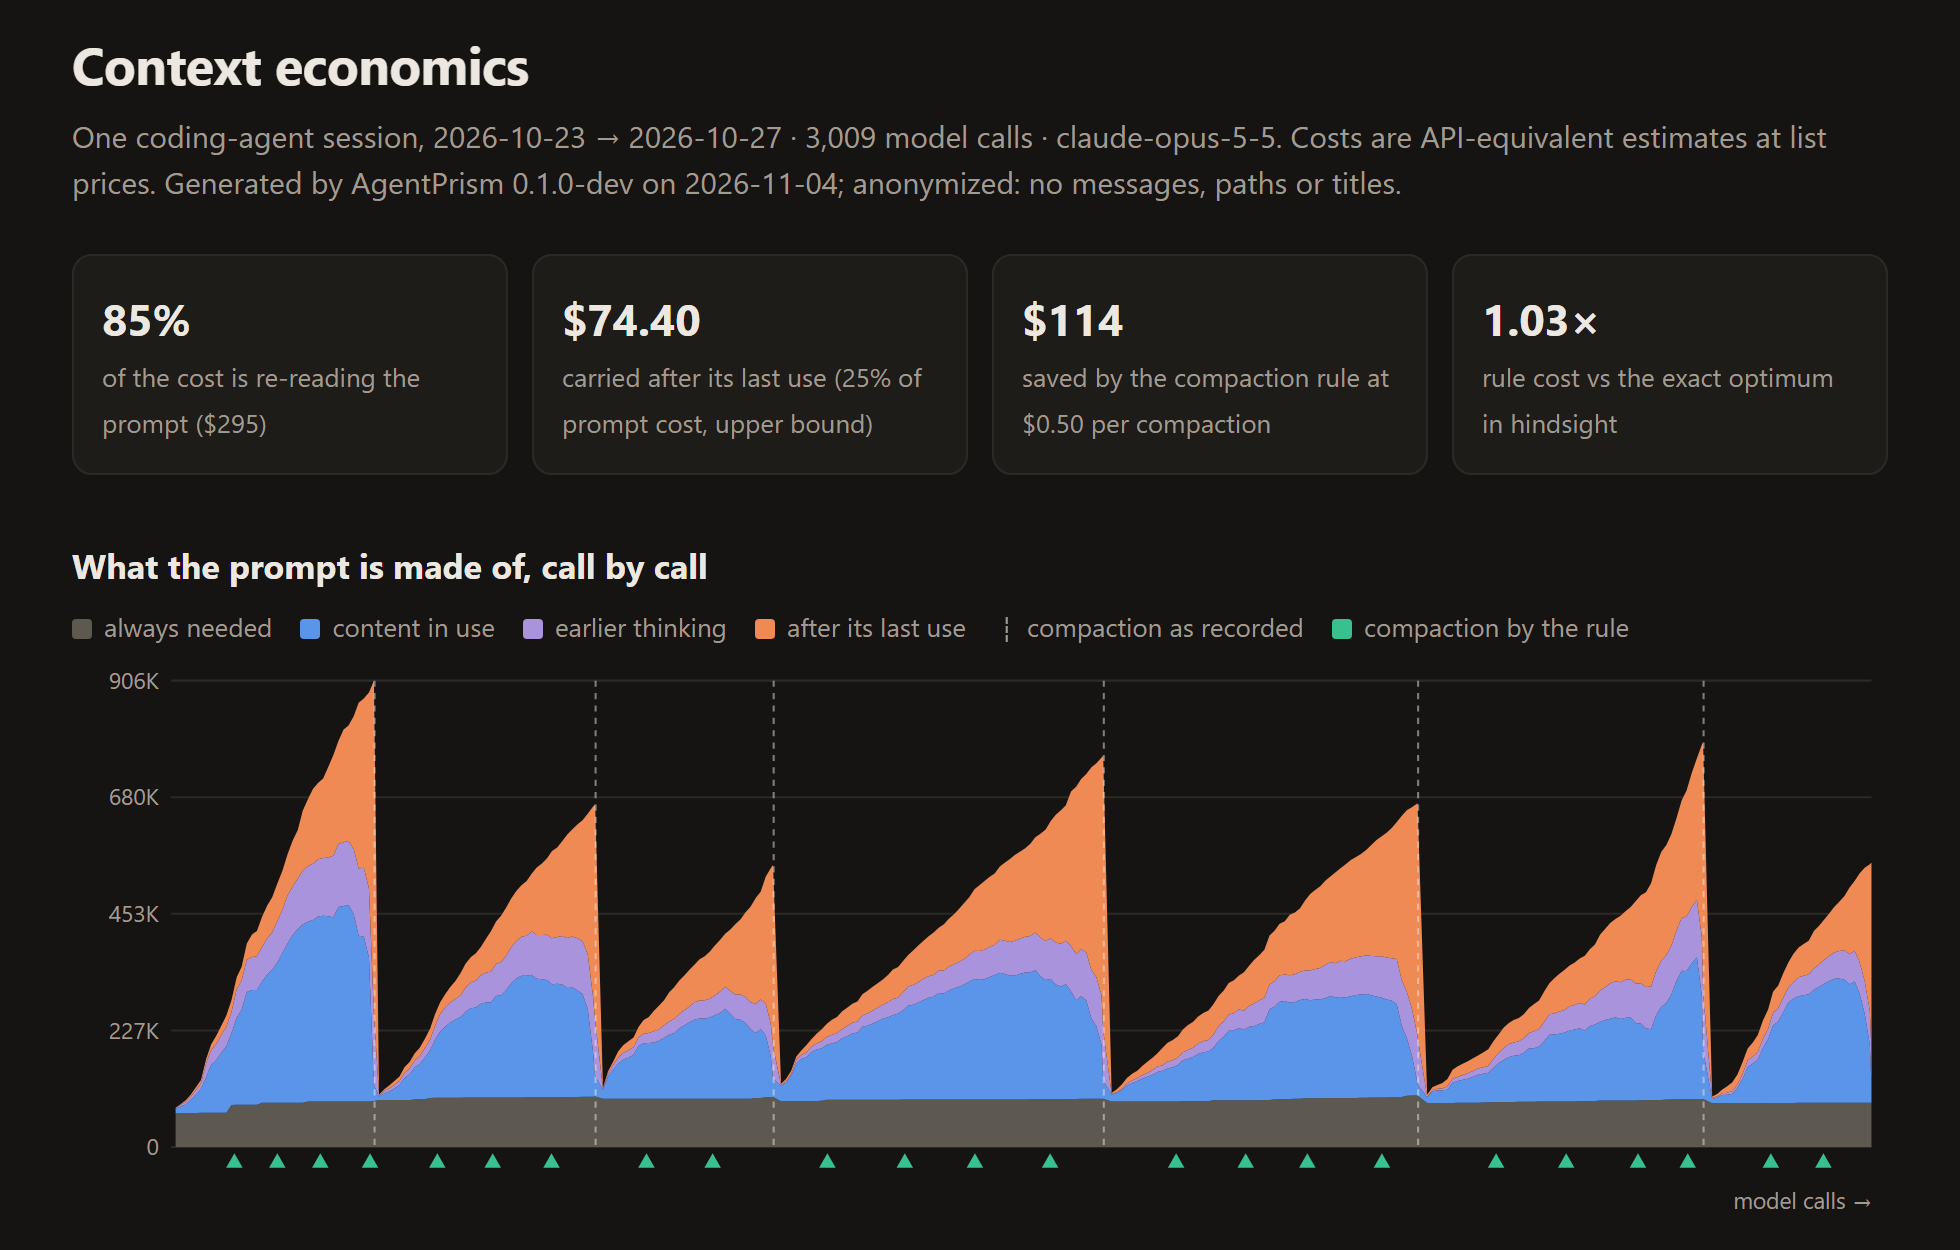 Context economics
One coding-agent session, 2026-10-23 → 2026-10-27 · 3,009 model calls · claude-opus-5-5. Costs are API-equivalent estimates at list
prices. Generated by AgentPrism 0.1.0-dev on 2026-11-04; anonymized: no messages, paths or titles.
85%
of the cost is re-reading the
prompt ($295)
$74.40
carried after its last use (25% of
prompt cost, upper bound)
$114
saved by the compaction rule at
$0.50 per compaction
1.03×
rule cost vs the exact optimum
in hindsight
What the prompt is made of, call by call
always needed content in use earlier thinking after its last use compaction as recorded compaction by the rule
906K
680K
453K
227K
0
model calls →